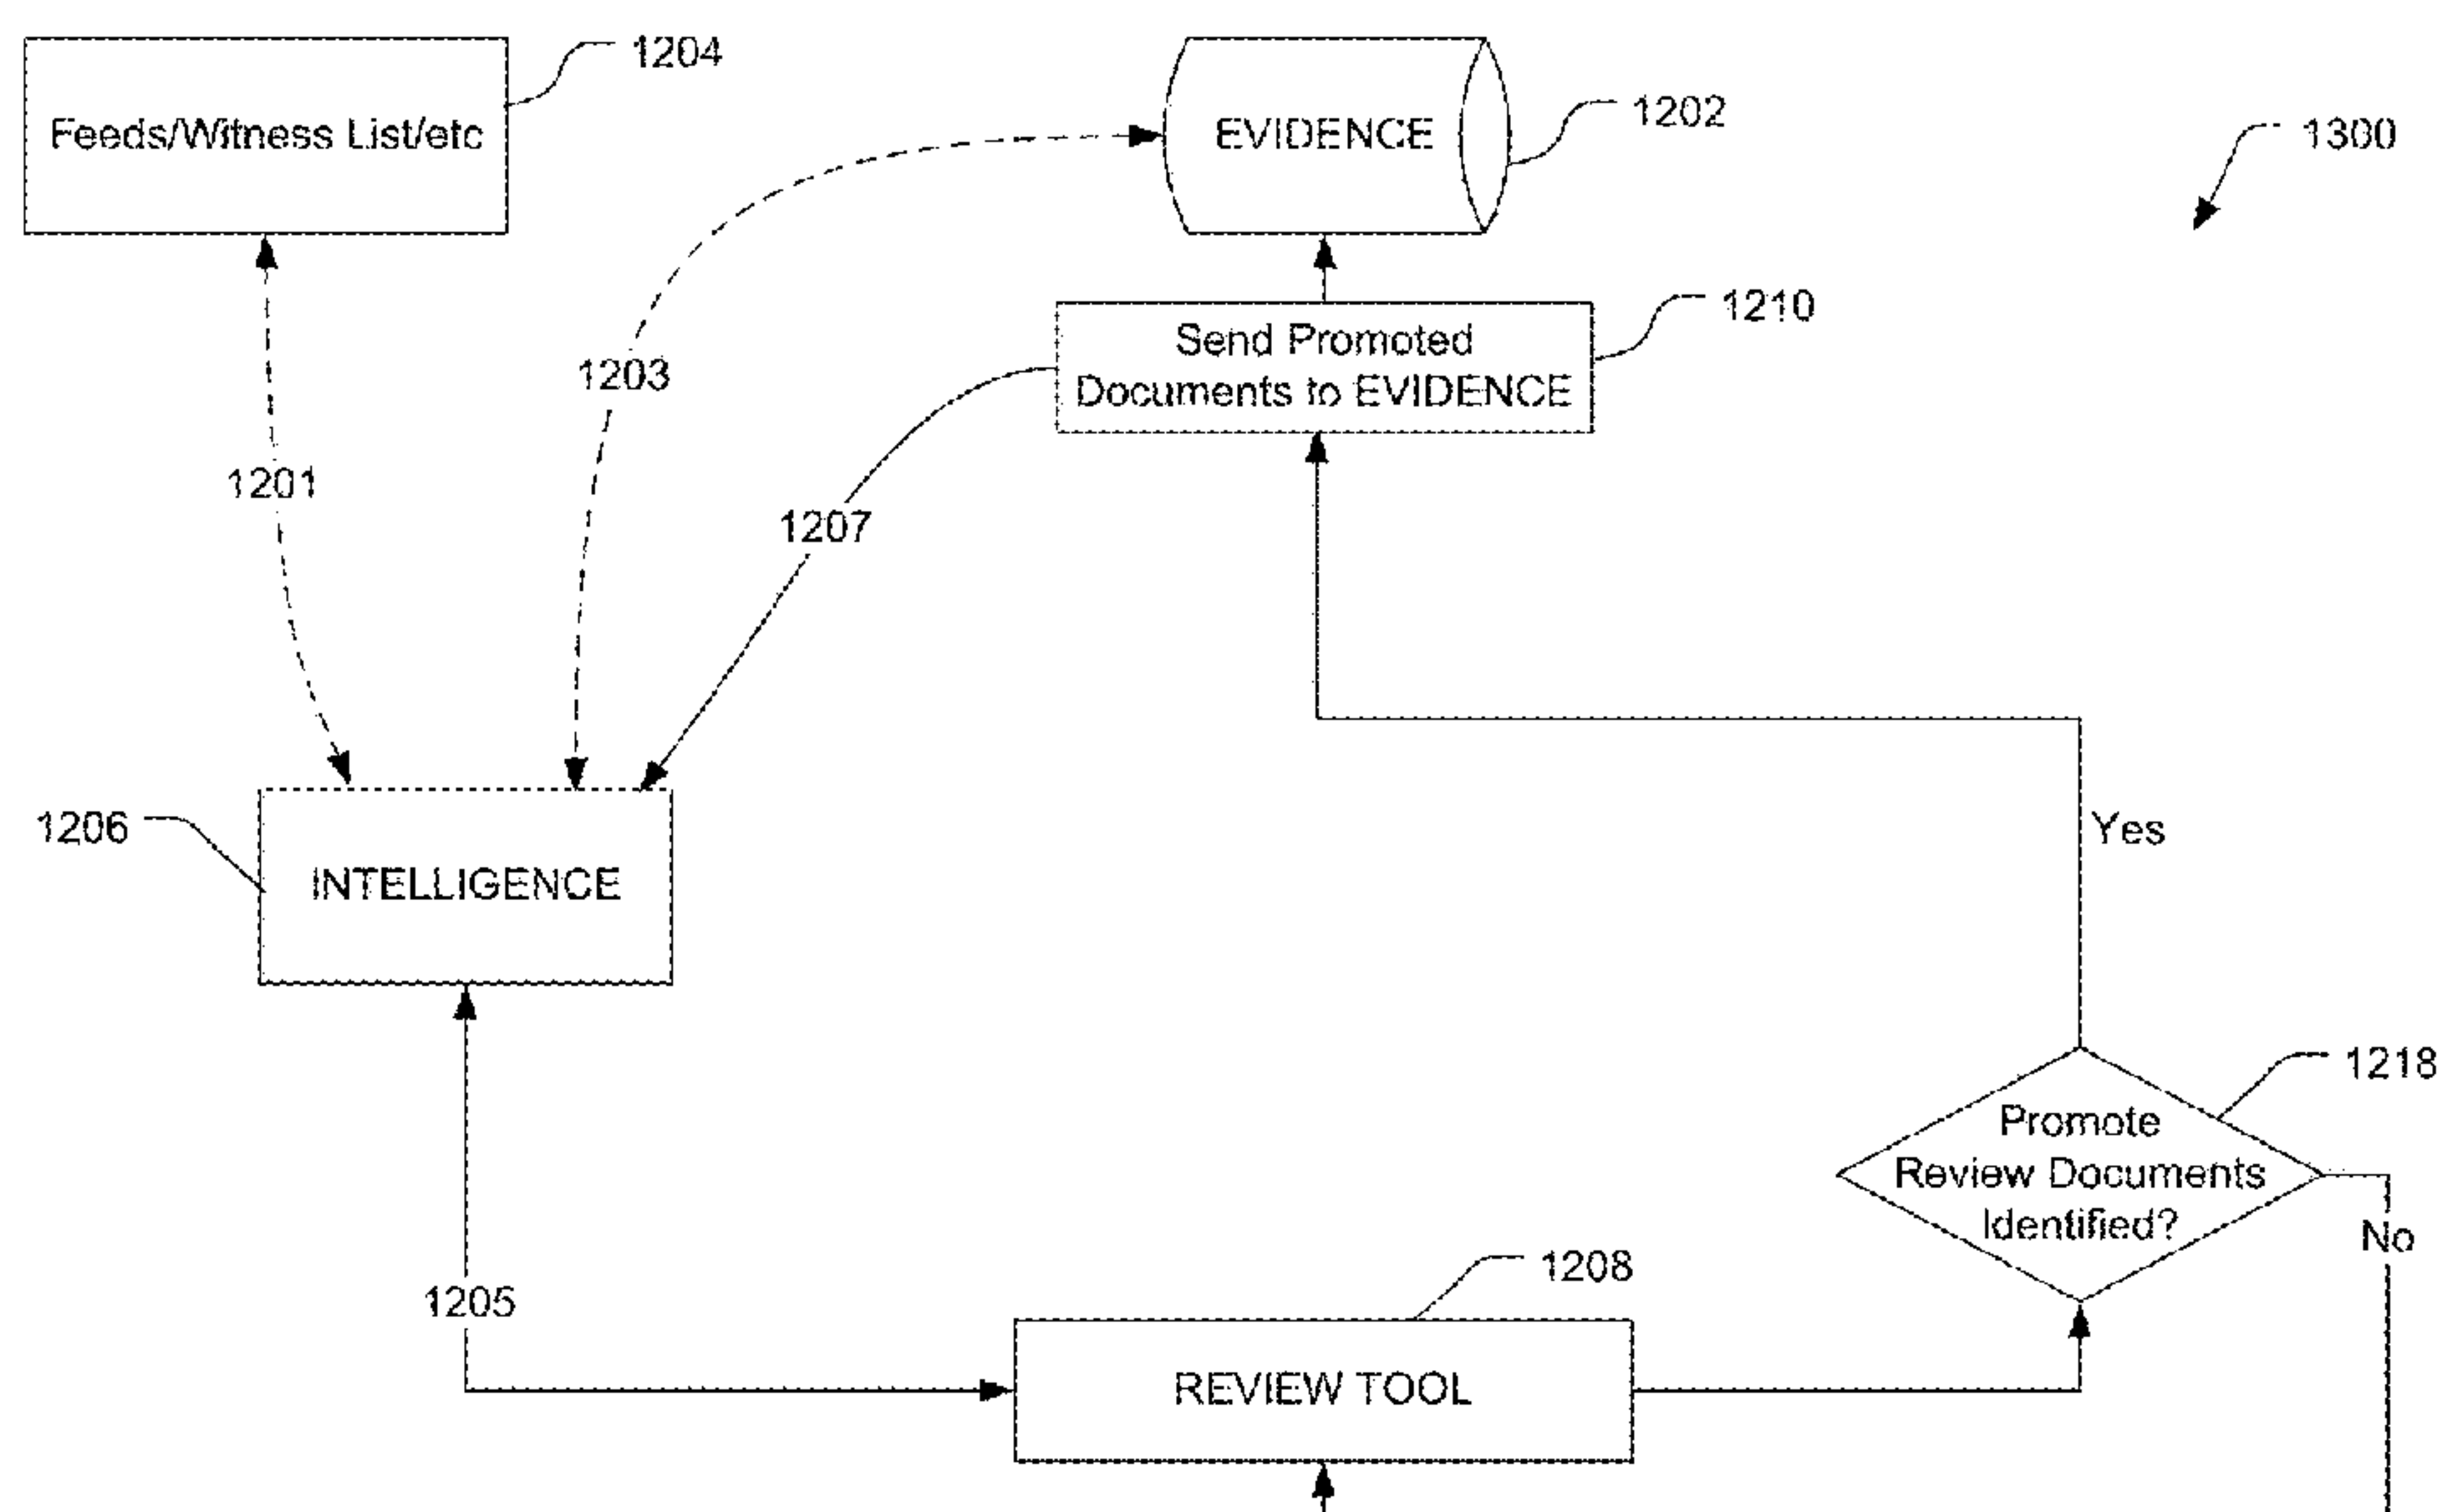 1204
Feeds/Witness List/etc
EVIDENCE
1202
1300
1210
Send Promoted
Documents to EVIDENCE
1203
1201
1207
Yes
1206
INTELLIGENCE
1218
Promote
Review Documents
Identified?
No
1208
1205
REVIEW TOOL